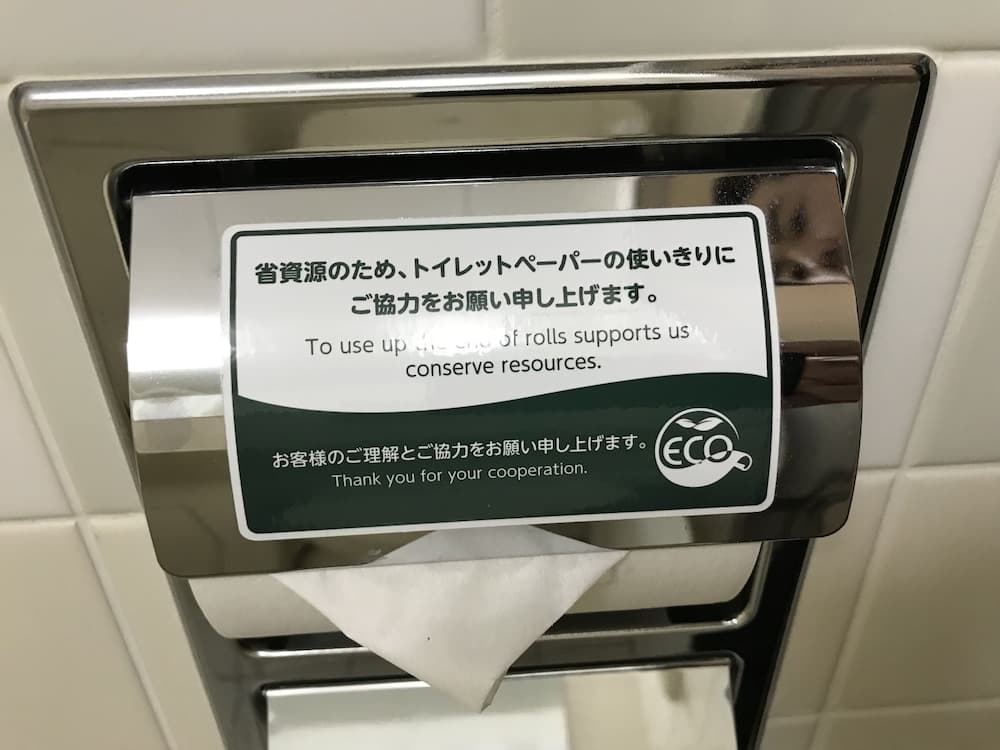 省資源のため、トイレットペーパーの使いきりに
ご協力をお願い申し上げます。
To use up the end of rolls supports us
conserve resources.
お客様のご理解とご協力をお願い申し上げます。
Thank you for your cooperation.
ECO